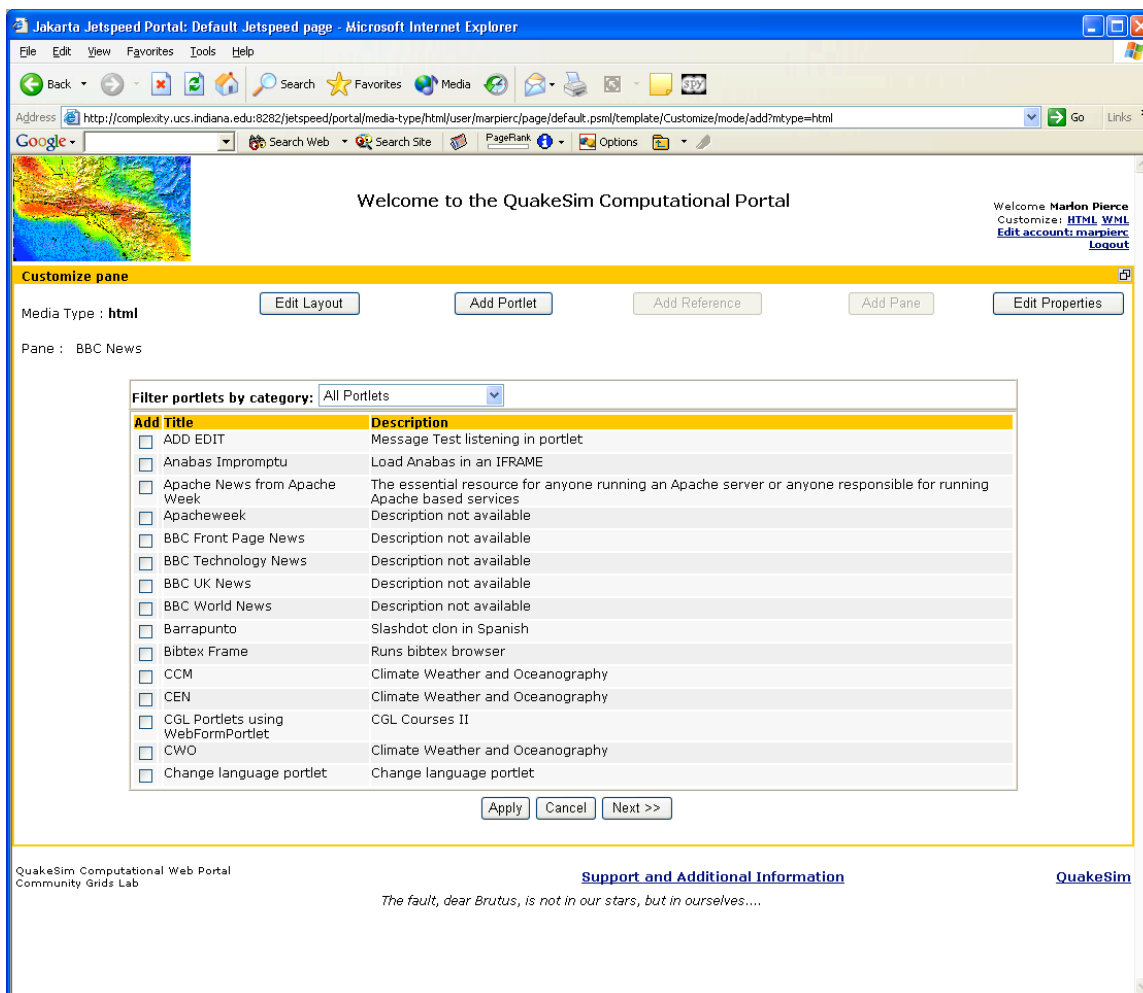 Jakarta Jetspeed Portal: Default Jetspeed page - Microsoft Internet Explorer
File Edit View Favorites Tools Help
Back Search Favorites Media SPY
Address http://complexity.ucs.indiana.edu:8282/jetspeed/portal/media-type/html/user/marpierc/page/default.psml/template/Customize/mode/add?mtype=html Go Links
Google Search Web Search Site PageRank Options
Welcome to the QuakeSim Computational Portal
Welcome Marlon Pierce
Customize: HTML WML
Edit account: marpierc
Logout
Customize pane
Media Type : html Edit Layout Add Portlet Add Reference Add Pane Edit Properties
Pane : BBC News
Filter portlets by category: All Portlets
Add Title Description
ADD EDIT Message Test listening in portlet
Anabas Impromptu Load Anabas in an IFRAME
Apache News from Apache The essential resource for anyone running an Apache server or anyone responsible for running
Week Apache based services
Apacheweek Description not available
BBC Front Page News Description not available
BBC Technology News Description not available
BBC UK News Description not available
BBC World News Description not available
Barrapunto Slashdot clon in Spanish
Bibtex Frame Runs bibtex browser
CCM Climate Weather and Oceanography
CEN Climate Weather and Oceanography
CGL Portlets using CGL Courses II
WebFormPortlet
CWO Climate Weather and Oceanography
Change language portlet Change language portlet
Apply Cancel Next >>
QuakeSim Computational Web Portal
Community Grids Lab
Support and Additional Information QuakeSim
The fault, dear Brutus, is not in our stars, but in ourselves....